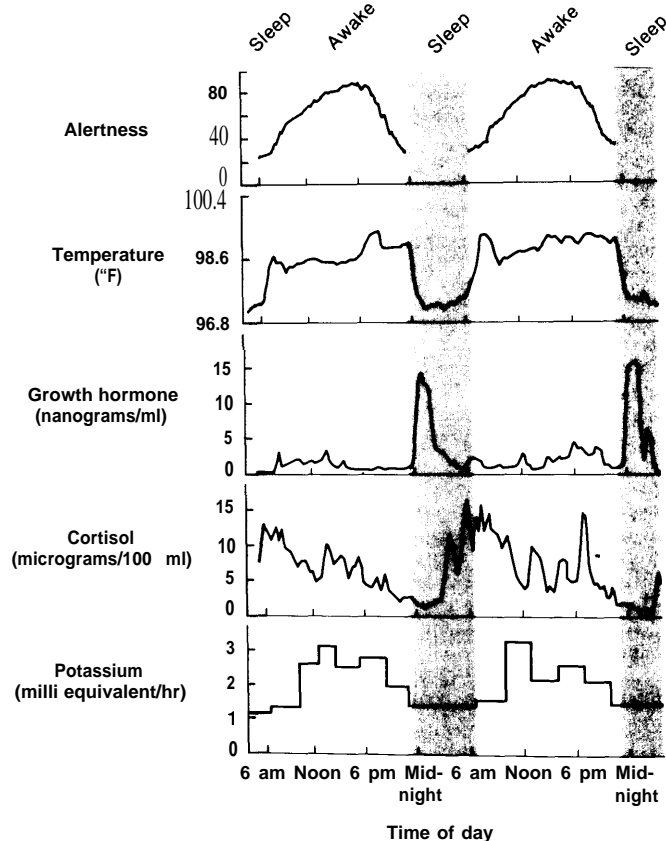 Sleep Awake Sleep Awake Sleep
Alertness
80
40
0
100.4
Temperature
(“F)
98.6
96.8
Growth hormone
(nanograms/ml)
15
10
5
0
Cortisol
(micrograms/100 ml)
15
10
5
0
Potassium
(milli equivalent/hr)
3
2
1
0
6 am Noon 6 pm Mid- 6 am Noon 6 pm Mid-
night night
Time of day